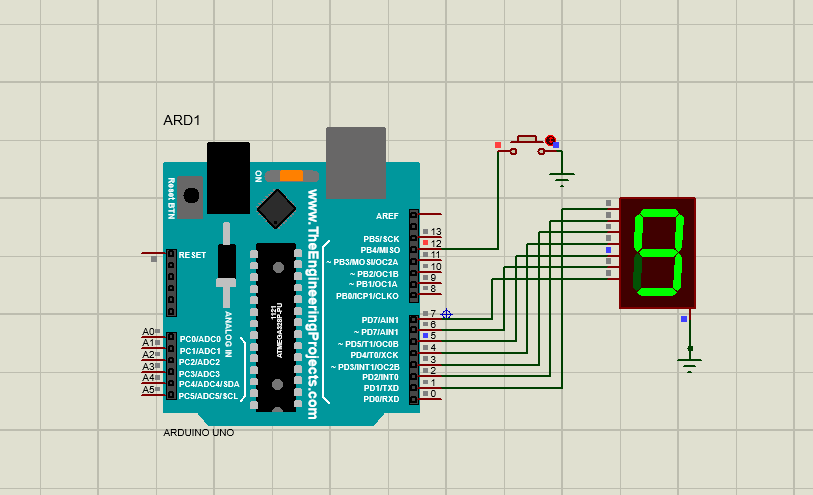 ARD1
Reset BTN
ON
www.TheEngineeringProjects.com
RESET
ANALOG IN
1121
ATMEGA328P-PU
A0
A1
A2
A3
A4
A5
PC0/ADC0
PC1/ADC1
PC2/ADC2
PC3/ADC3
PC4/ADC4/SDA
PC5/ADC5/SCL
AREF
PB5/SCK 13
PB4/MISO 12
~ PB3/MOSI/OC2A 11
~ PB2/OC1B 10
~ PB1/OC1A 9
PB0/ICP1/CLKO 8
PD7/AIN1 7
~ PD7/AIN1 6
~ PD5/T1/OC0B 5
PD4/T0/XCK 4
~ PD3/INT1/OC2B 3
PD2/INT0 2
PD1/TXD 1
PD0/RXD 0
ARDUINO UNO
9